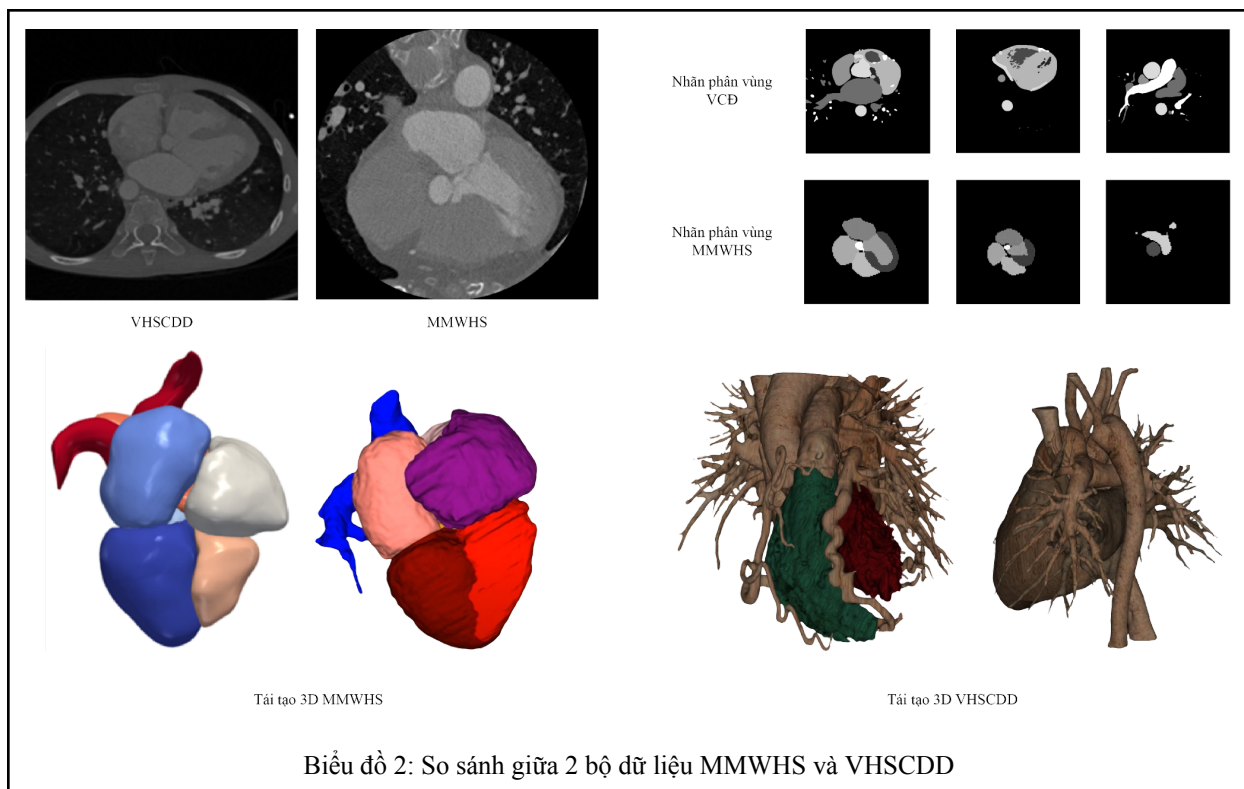 Nhãn phân vùng
VCĐ
Nhãn phân vùng
MMWHS
VHSCDD
MMWHS
Tái tạo 3D MMWHS
Tái tạo 3D VHSCDD
Biểu đồ 2: So sánh giữa 2 bộ dữ liệu MMWHS và VHSCDD